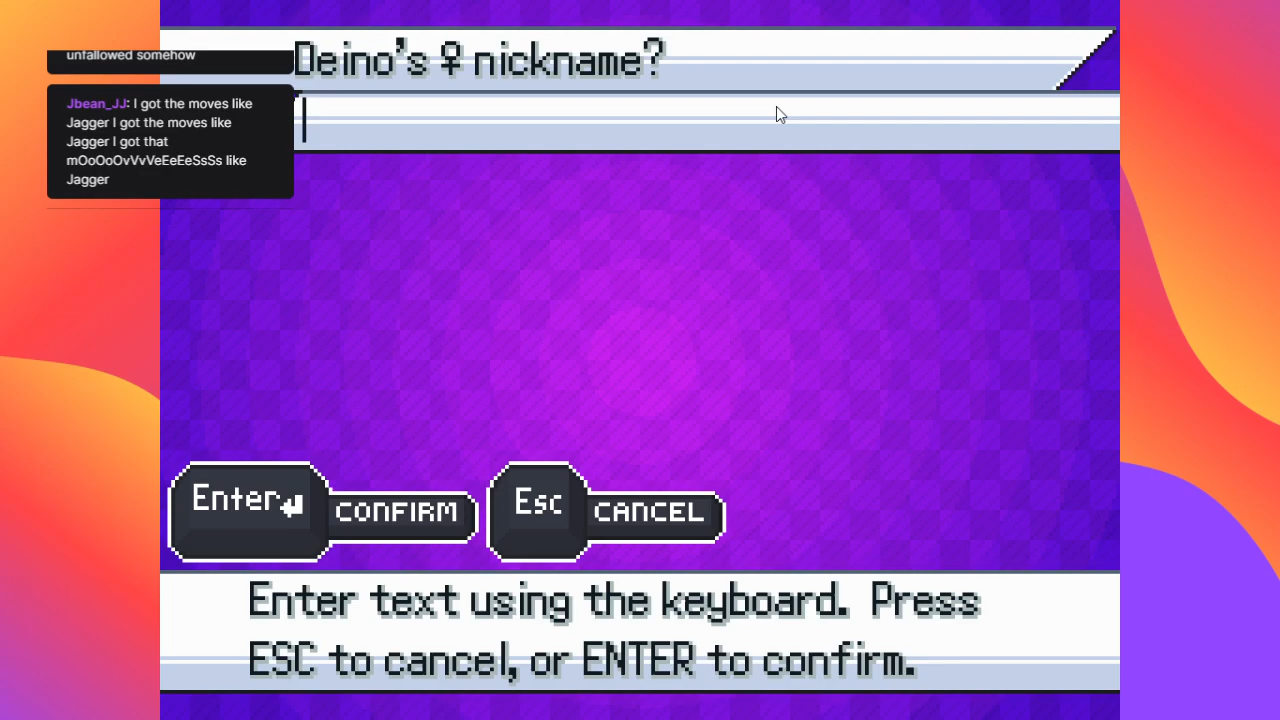 Deino's ♀ nickname?
unfallowed somehow
Jbean_JJ: I got the moves like
Jagger I got the moves like
Jagger I got that
mOoOoOvVvVeEeEeSsSs like
Jagger
Enter↵ CONFIRM Esc CANCEL
Enter text using the keyboard. Press
ESC to cancel, or ENTER to confirm.